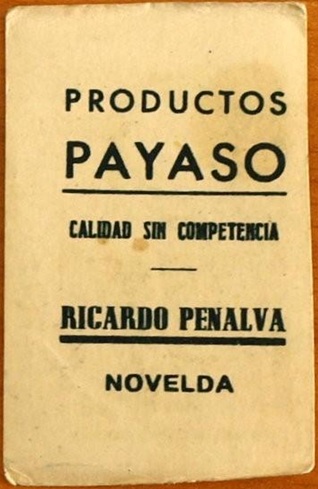 PRODUCTOS
PAYASO
CALIDAD SIN COMPETENCIA
RICARDO PENALVA
NOVELDA